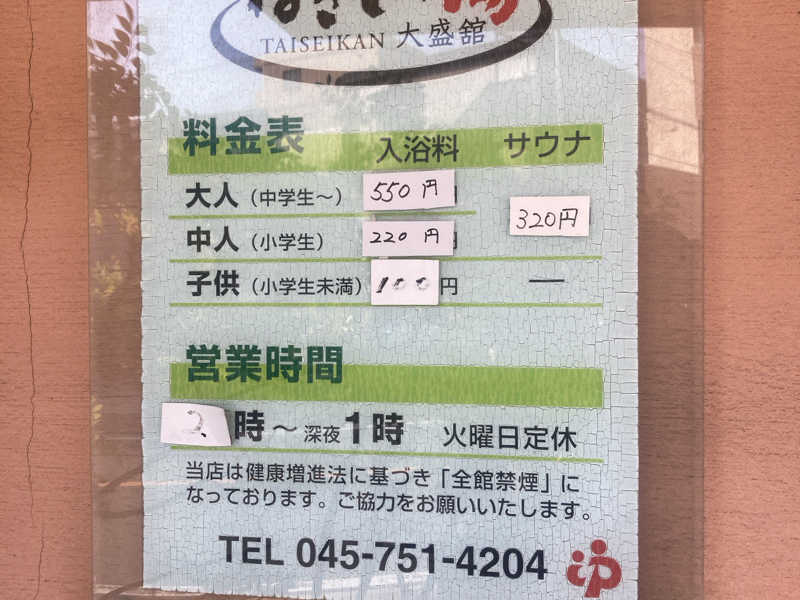 TAISEIKAN 大盛舘
料金表 入浴料 サウナ
大人（中学生～） 550円 320円
中人（小学生） 220円
子供（小学生未満） 100円 —
営業時間
2時～深夜1時 火曜日定休
当店は健康増進法に基づき「全館禁煙」に
なっております。ご協力をお願いいたします。
TEL 045-751-4204